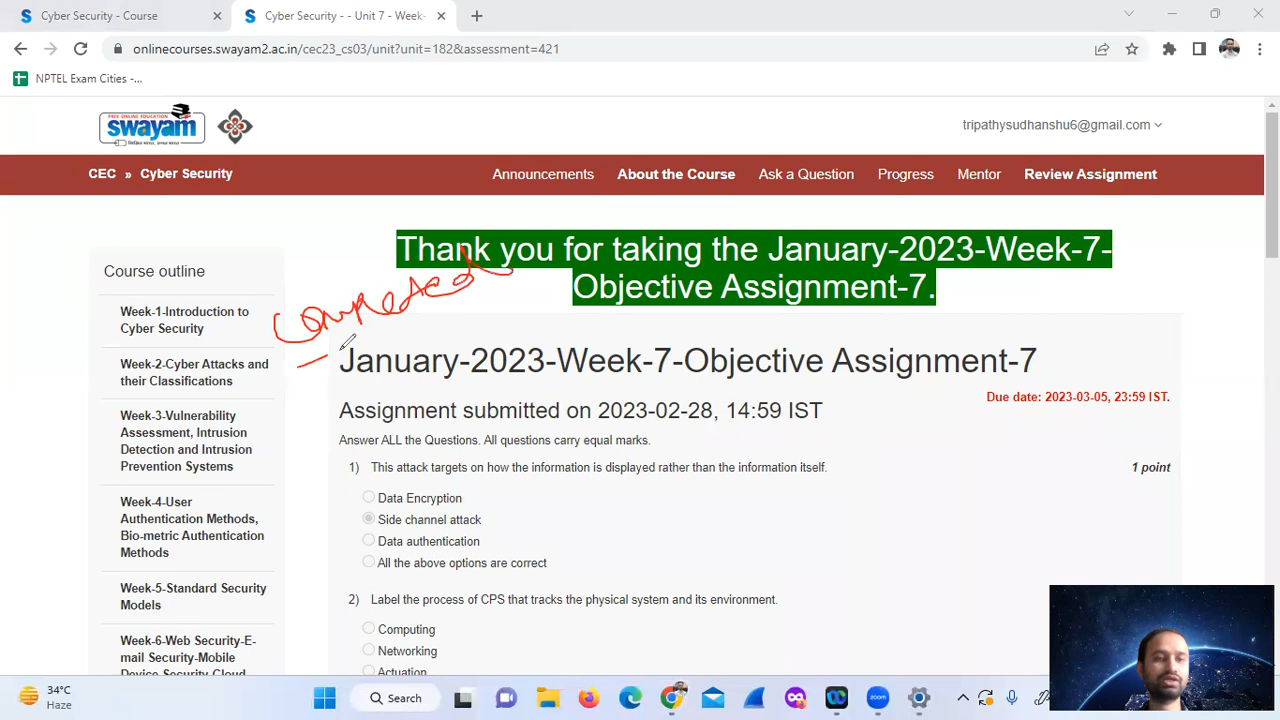 Cyber Security - Course
Cyber Security - - Unit 7 - Week-
onlinecourses.swayam2.ac.in/cec23_cs03/unit?unit=182&assessment=421
NPTEL Exam Cities -...
FREE ONLINE EDUCATION
swayam
tripathysudhanshu6@gmail.com
CEC » Cyber Security
Announcements About the Course Ask a Question Progress Mentor Review Assignment
Thank you for taking the January-2023-Week-7-
Objective Assignment-7.
Completed
Course outline
Week-1-Introduction to
Cyber Security
Week-2-Cyber Attacks and
their Classifications
Week-3-Vulnerability
Assessment, Intrusion
Detection and Intrusion
Prevention Systems
Week-4-User
Authentication Methods,
Bio-metric Authentication
Methods
Week-5-Standard Security
Models
Week-6-Web Security-E-
mail Security-Mobile
Device Security-Cloud
January-2023-Week-7-Objective Assignment-7
Due date: 2023-03-05, 23:59 IST.
Assignment submitted on 2023-02-28, 14:59 IST
Answer ALL the Questions. All questions carry equal marks.
1) This attack targets on how the information is displayed rather than the information itself. 1 point
Data Encryption
Side channel attack
Data authentication
All the above options are correct
2) Label the process of CPS that tracks the physical system and its environment.
Computing
Networking
Actuation
34°C
Haze
Search
zoom